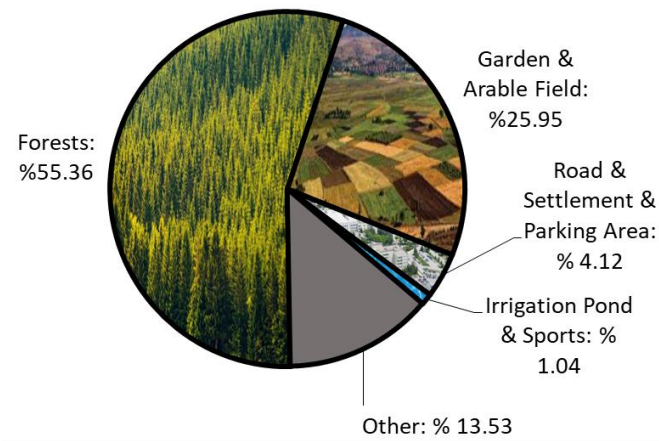 Garden &
Arable Field:
%25.95
Forests:
%55.36
Road &
Settlement &
Parking Area:
% 4.12
Irrigation Pond
& Sports: %
1.04
Other: % 13.53